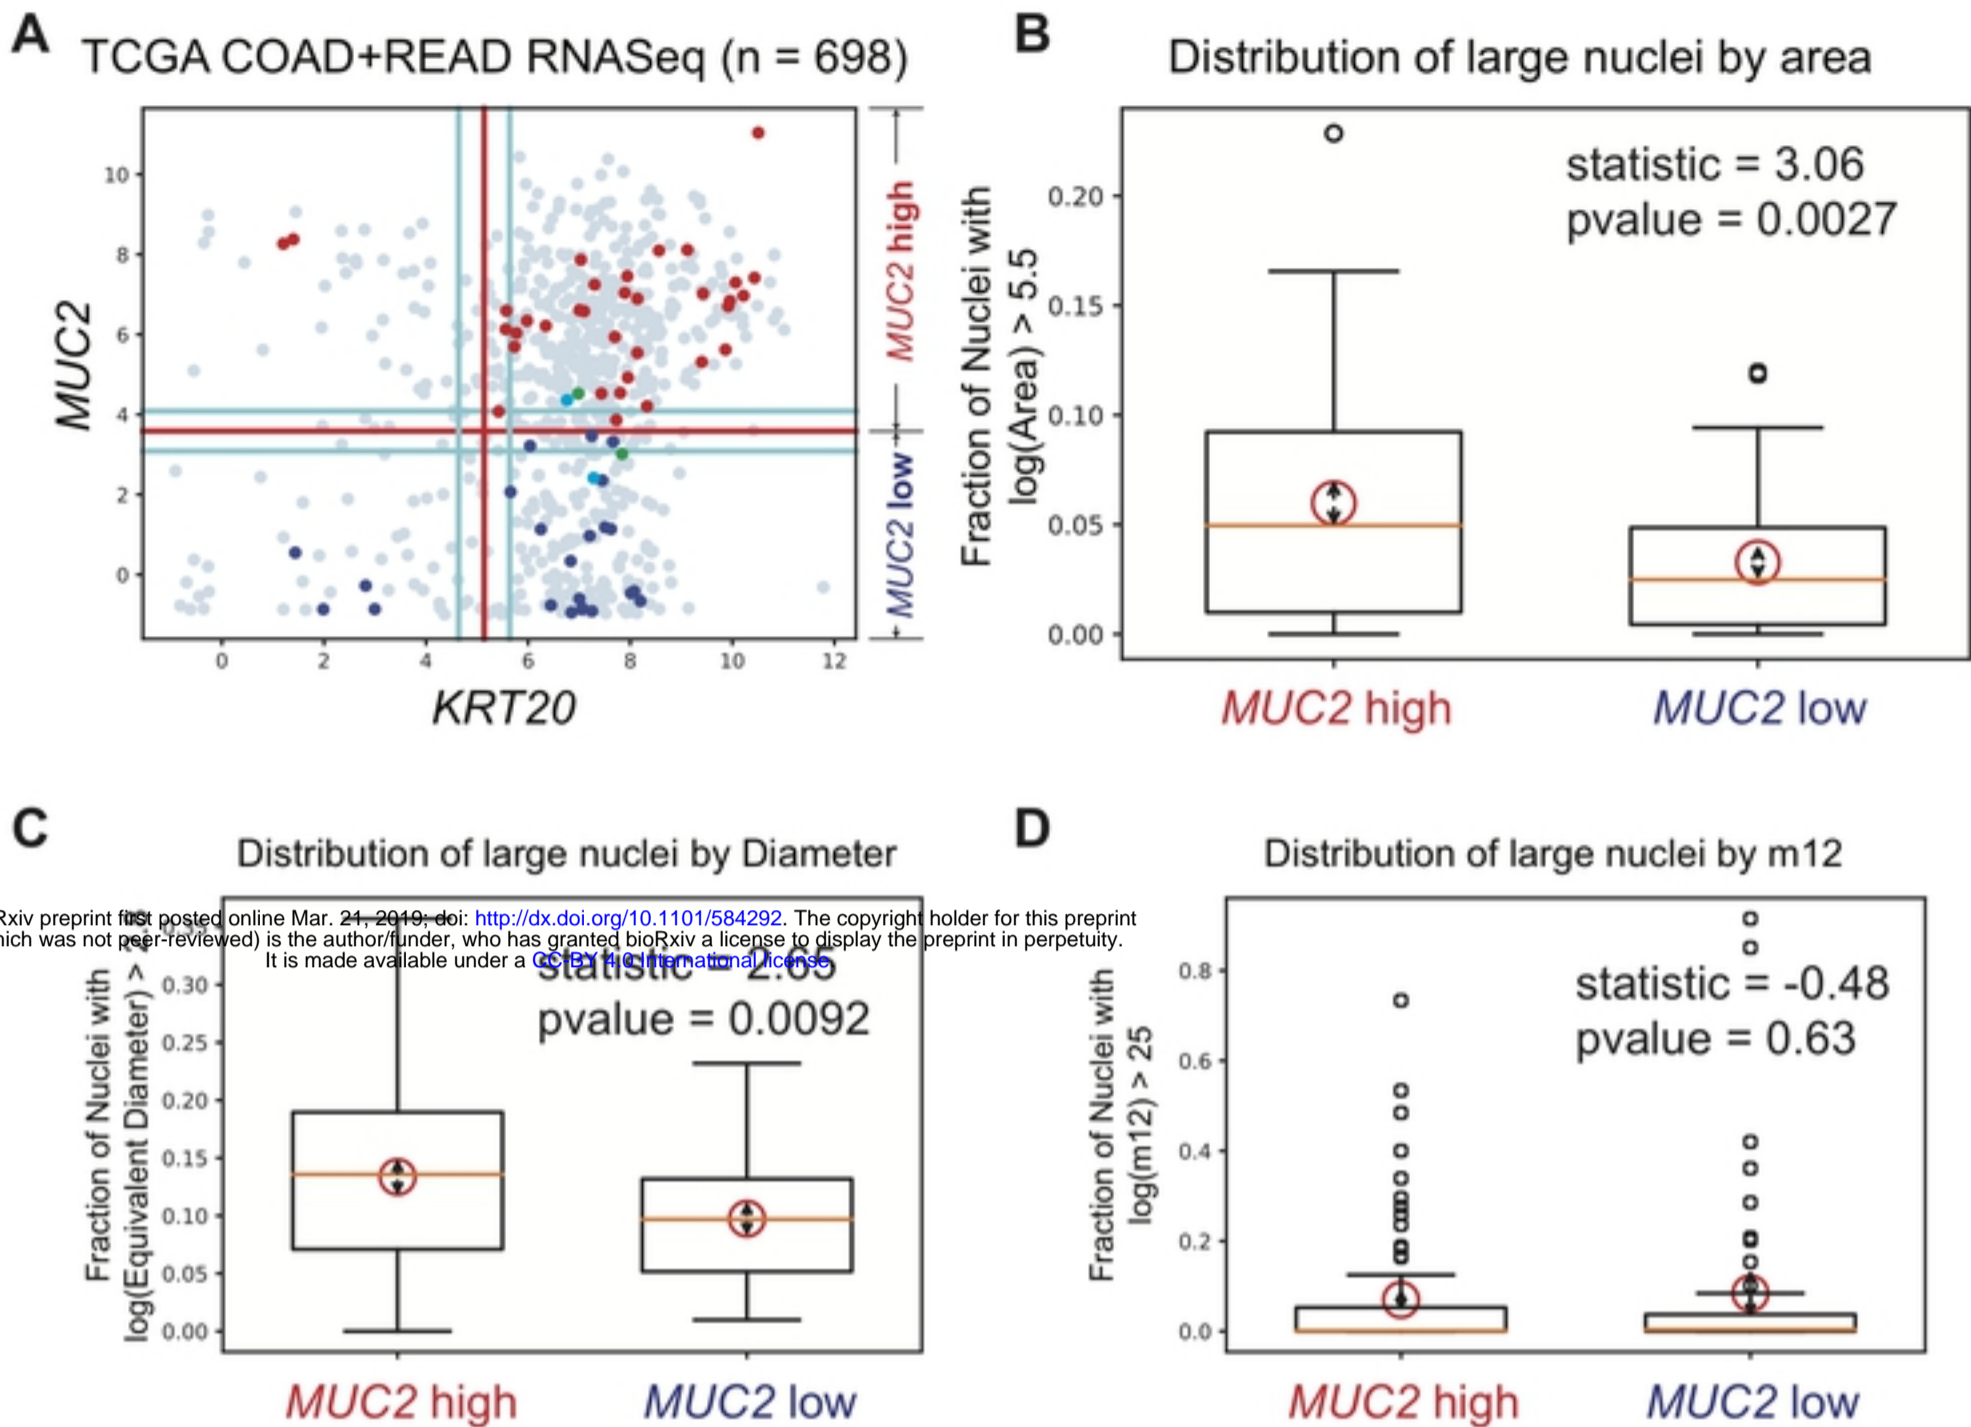 A
TCGA COAD+READ RNASeq (n = 698)
MUC2
10
8
6
4
2
0
0 2 4 6 8 10 12
KRT20
MUC2 high
MUC2 low
B
Distribution of large nuclei by area
Fraction of Nuclei with
log(Area) > 5.5
0.20
0.15
0.10
0.05
0.00
statistic = 3.06
pvalue = 0.0027
MUC2 high MUC2 low
C
Distribution of large nuclei by Diameter
Rxiv preprint first posted online Mar. 21, 2019; doi: http://dx.doi.org/10.1101/584292. The copyright holder for this preprint
hich was not peer-reviewed) is the author/funder, who has granted bioRxiv a license to display the preprint in perpetuity.
It is made available under a CC-BY 4.0 International license.
Fraction of Nuclei with
log(Equivalent Diameter) >
0.35
0.30
0.25
0.20
0.15
0.10
0.05
0.00
statistic = 2.65
pvalue = 0.0092
MUC2 high MUC2 low
D
Distribution of large nuclei by m12
Fraction of Nuclei with
log(m12) > 25
0.8
0.6
0.4
0.2
0.0
statistic = -0.48
pvalue = 0.63
MUC2 high MUC2 low